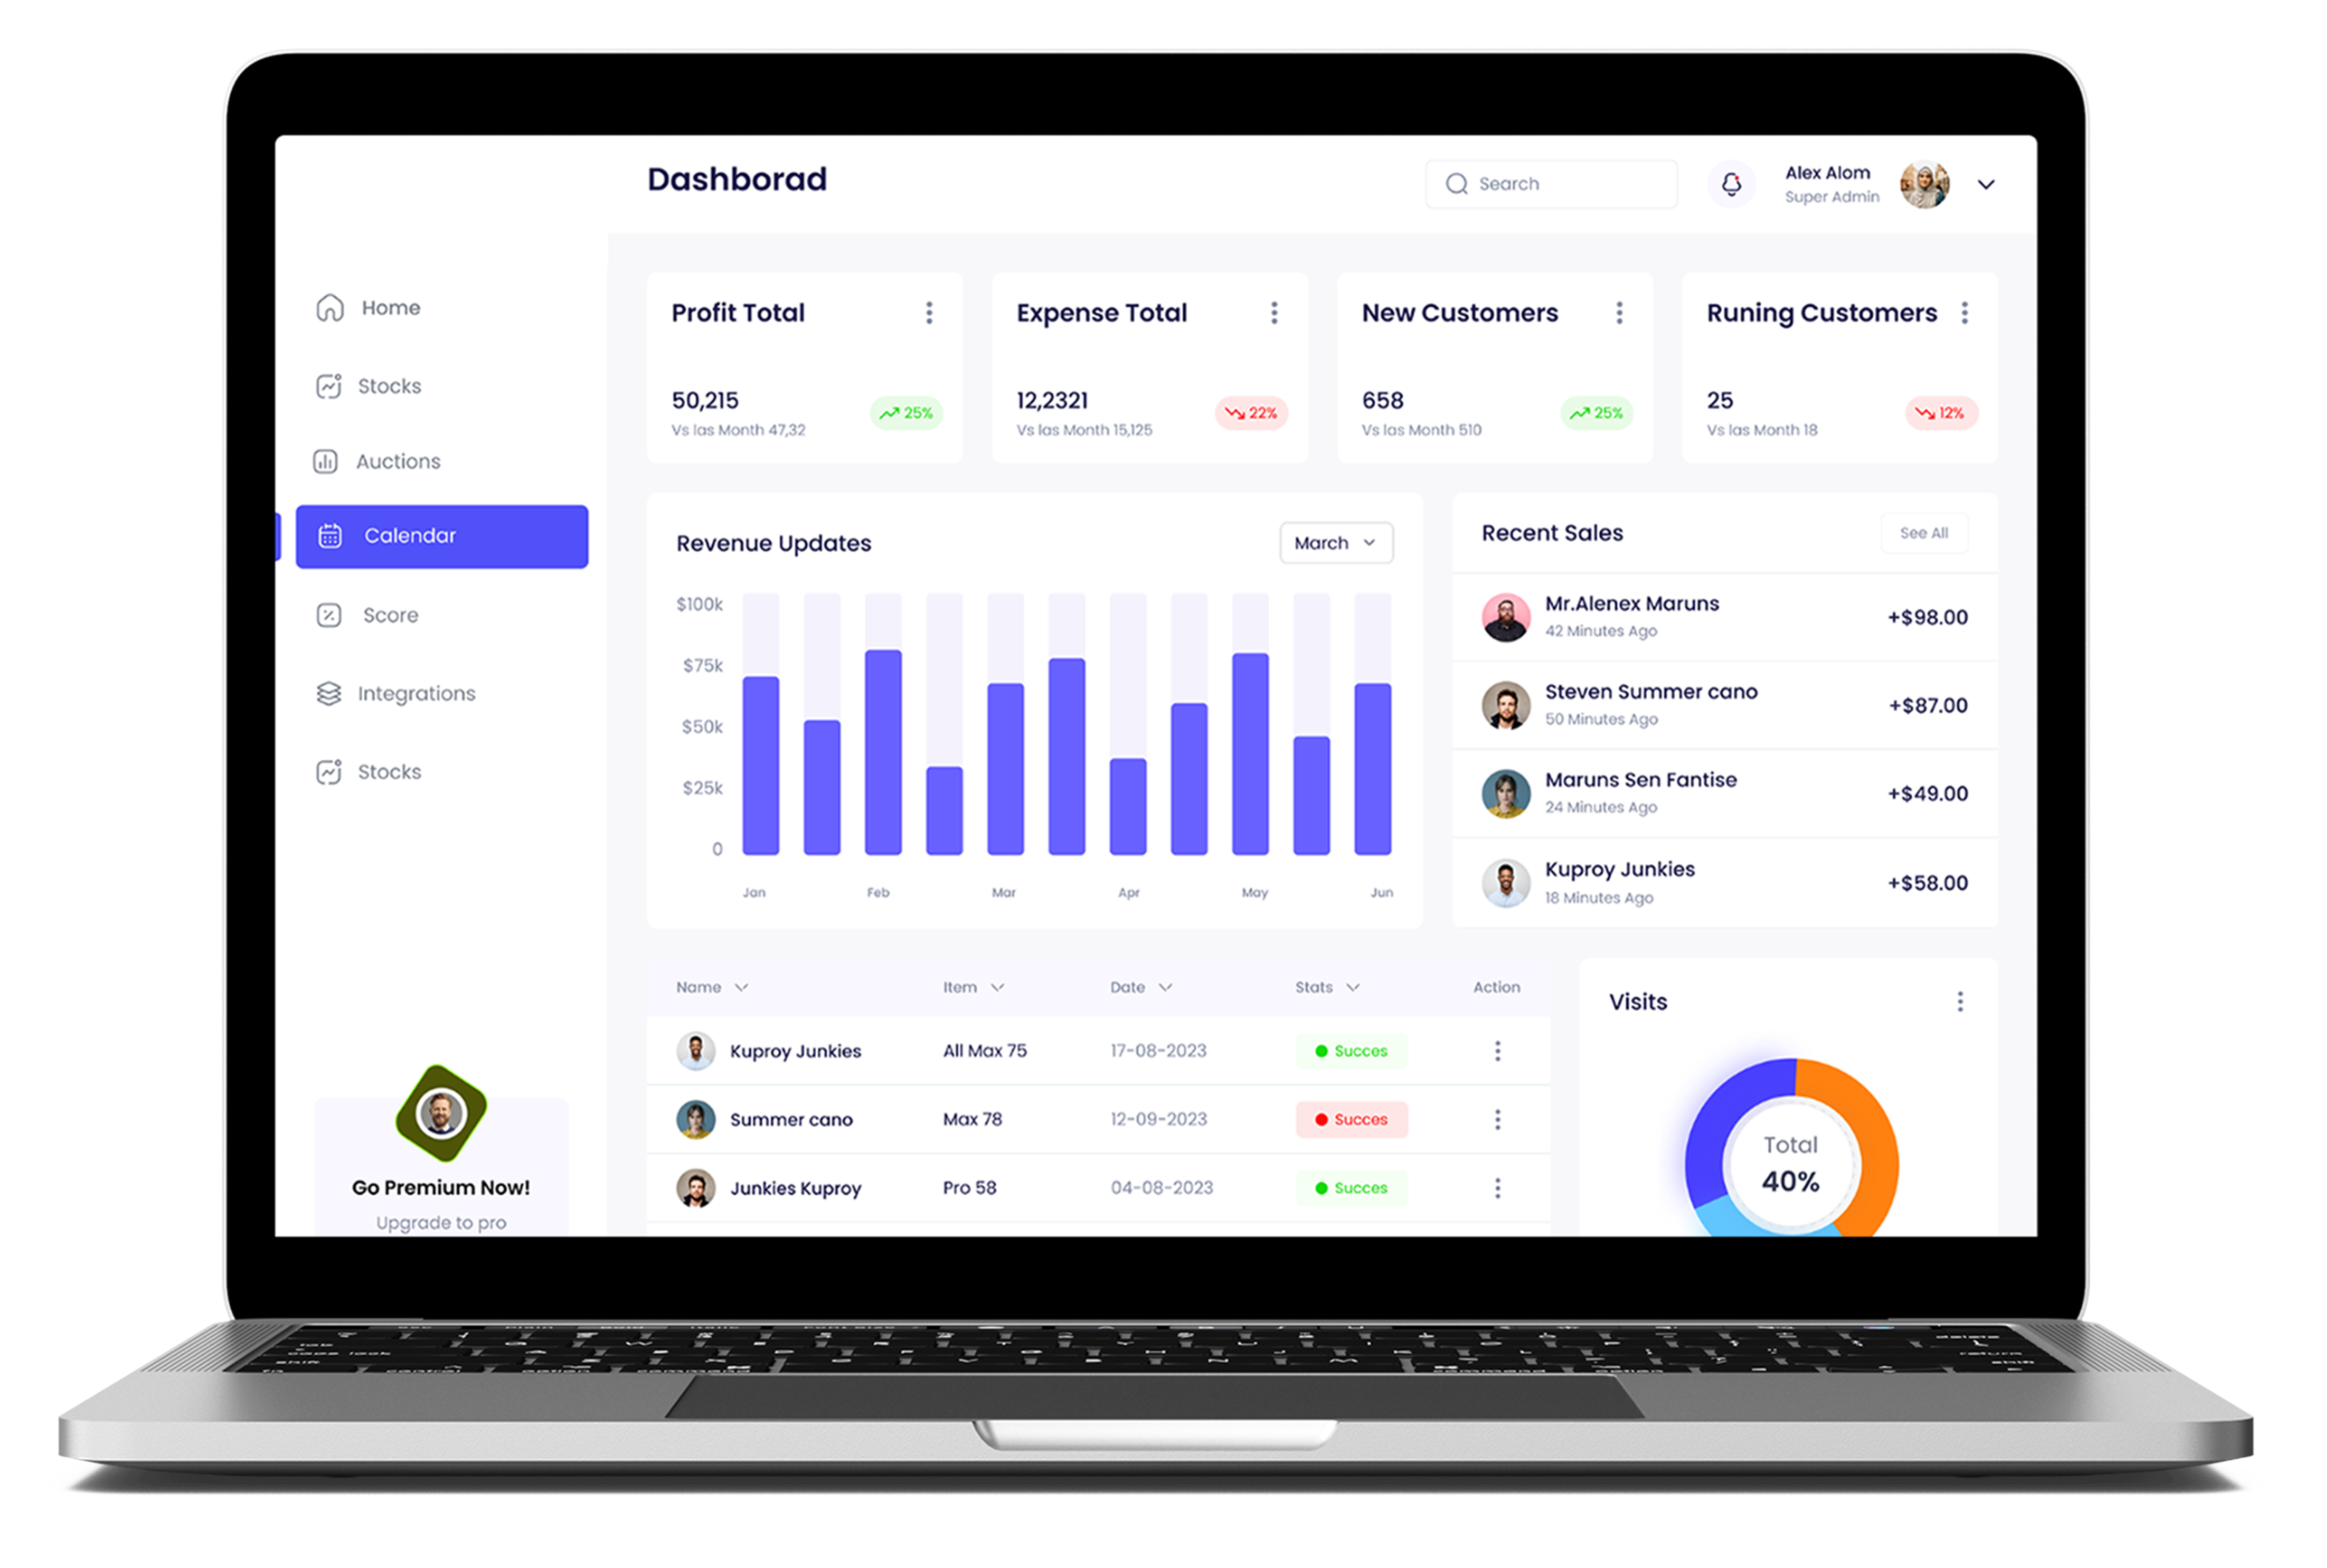 Dashborad
Search
Alex Alom
Super Admin
Home
Stocks
Auctions
Calendar
Score
Integrations
Stocks
Go Premium Now!
Upgrade to pro
Profit Total
50,215
Vs las Month 47,32
25%
Expense Total
12,2321
Vs las Month 15,125
22%
New Customers
658
Vs las Month 510
25%
Runing Customers
25
Vs las Month 18
12%
Revenue Updates
March
$100k
$75k
$50k
$25k
0
Jan Feb Mar Apr May Jun
Recent Sales
See All
Mr.Alenex Maruns
42 Minutes Ago
+$98.00
Steven Summer cano
50 Minutes Ago
+$87.00
Maruns Sen Fantise
24 Minutes Ago
+$49.00
Kuproy Junkies
18 Minutes Ago
+$58.00
Name Item Date Stats Action
Kuproy Junkies All Max 75 17-08-2023 Succes
Summer cano Max 78 12-09-2023 Succes
Junkies Kuproy Pro 58 04-08-2023 Succes
Visits
Total
40%